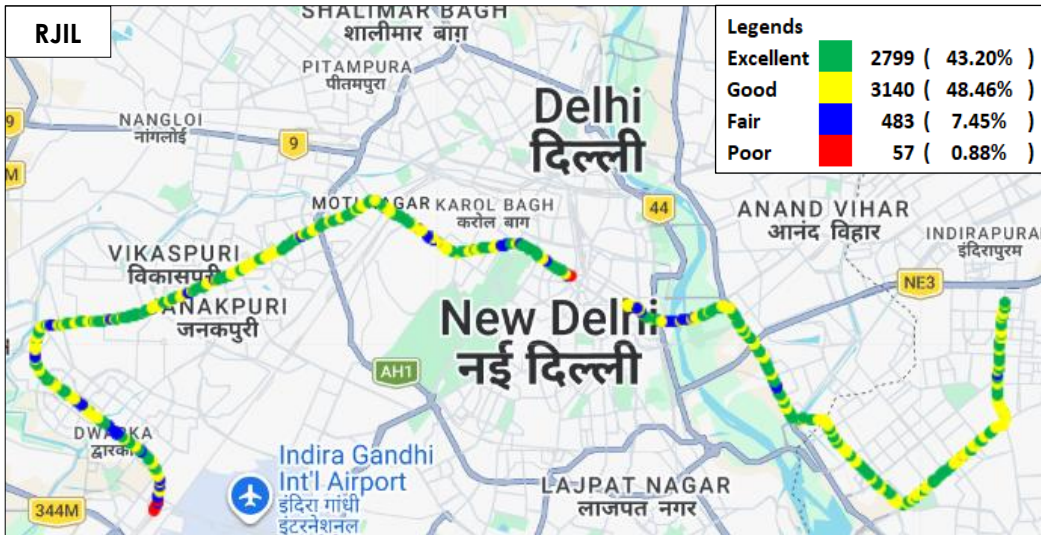 RJIL
SHALIMAR BAGH
शालीमार बाग़
PITAMPURA
पीतमपुरा
NANGLOI
नांगलोई
9
9
M
Delhi
दिल्ली
Legends
Excellent 2799 ( 43.20% )
Good 3140 ( 48.46% )
Fair 483 ( 7.45% )
Poor 57 ( 0.88% )
44
KAROL BAGH
करोल बाग
ANAND VIHAR
आनंद विहार
INDIRAPURAM
इंदिरापुरम
NE3
VIKASPURI
विकासपुरी
ANAKPURI
जनकपुरी
New Delhi
नई दिल्ली
AH1
DWARKA
द्वारका
Indira Gandhi
Int'l Airport
इंदिरा गांधी
इंटरनेशनल
LAJPAT NAGAR
लाजपत नगर
344M